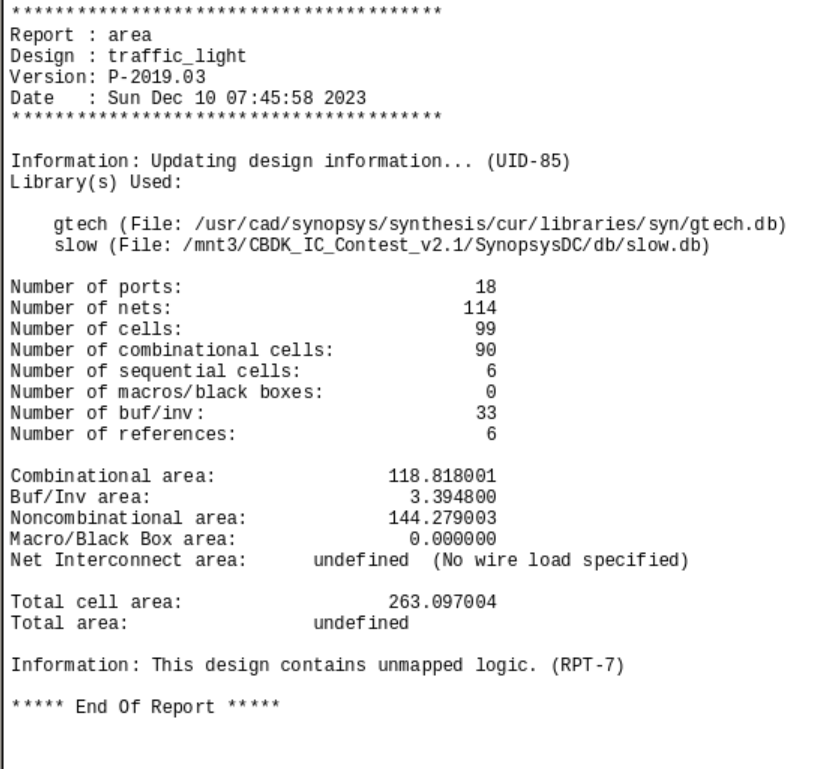 ****************************************
Report : area
Design : traffic_light
Version: P-2019.03
Date   : Sun Dec 10 07:45:58 2023
****************************************
Information: Updating design information... (UID-85)
Library(s) Used:
    gtech (File: /usr/cad/synopsys/synthesis/cur/libraries/syn/gtech.db)
    slow (File: /mnt3/CBDK_IC_Contest_v2.1/SynopsysDC/db/slow.db)
Number of ports:                           18
Number of nets:                           114
Number of cells:                           99
Number of combinational cells:             90
Number of sequential cells:                 6
Number of macros/black boxes:               0
Number of buf/inv:                         33
Number of references:                       6
Combinational area:                118.818001
Buf/Inv area:                        3.394800
Noncombinational area:             144.279003
Macro/Black Box area:                0.000000
Net Interconnect area:      undefined  (No wire load specified)
Total cell area:                   263.097004
Total area:                 undefined
Information: This design contains unmapped logic. (RPT-7)
***** End Of Report *****